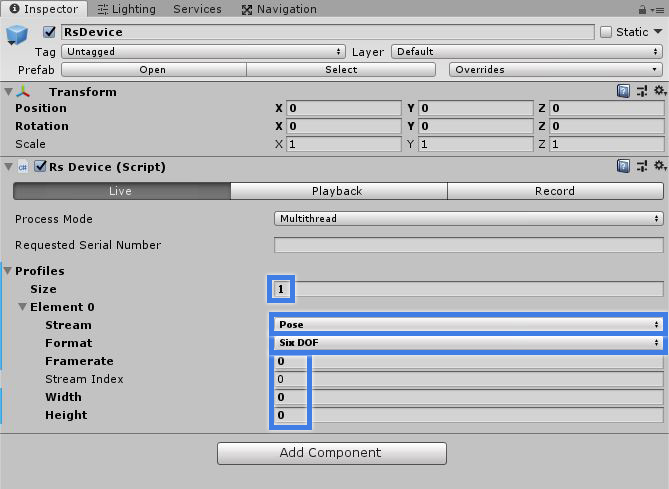 Inspector Lighting Services Navigation
RsDevice Static
Tag Untagged Layer Default
Prefab Open Select Overrides
Transform
Position X 0 Y 0 Z 0
Rotation X 0 Y 0 Z 0
Scale X 1 Y 1 Z 1
C# Rs Device (Script)
Live Playback Record
Process Mode Multithread
Requested Serial Number
Profiles
Size 1
Element 0
Stream Pose
Format Six DOF
Framerate 0
Stream Index 0
Width 0
Height 0
Add Component